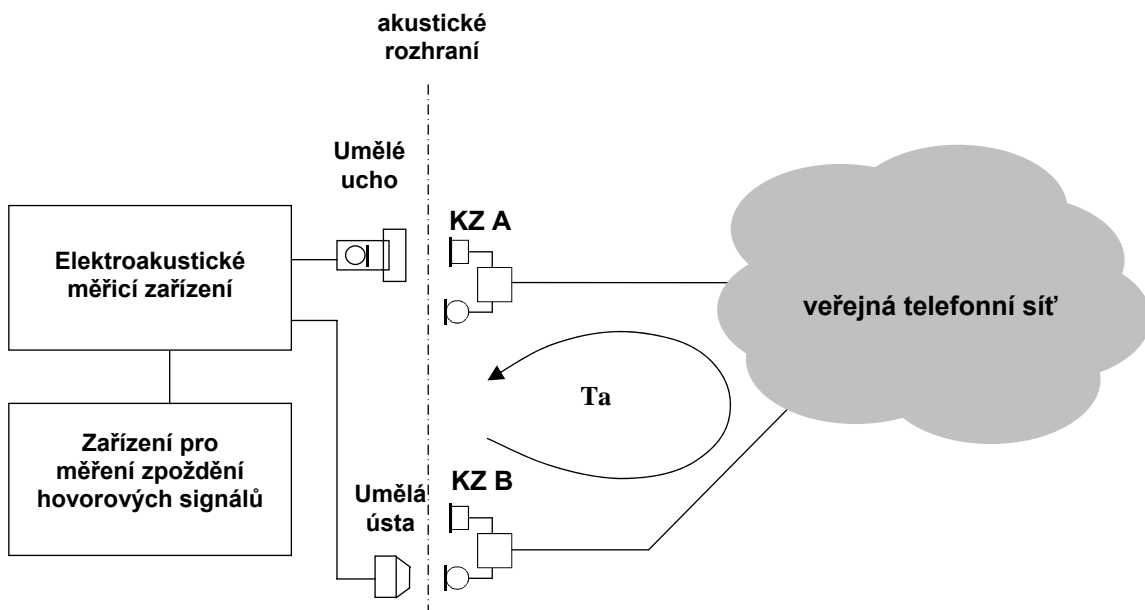 akustické
rozhraní
Umělé
ucho
KZ A
Elektroakustické
měřicí zařízení
veřejná telefonní síť
Ta
Zařízení pro
měření zpoždění
hovorových signálů
KZ B
Umělá
ústa